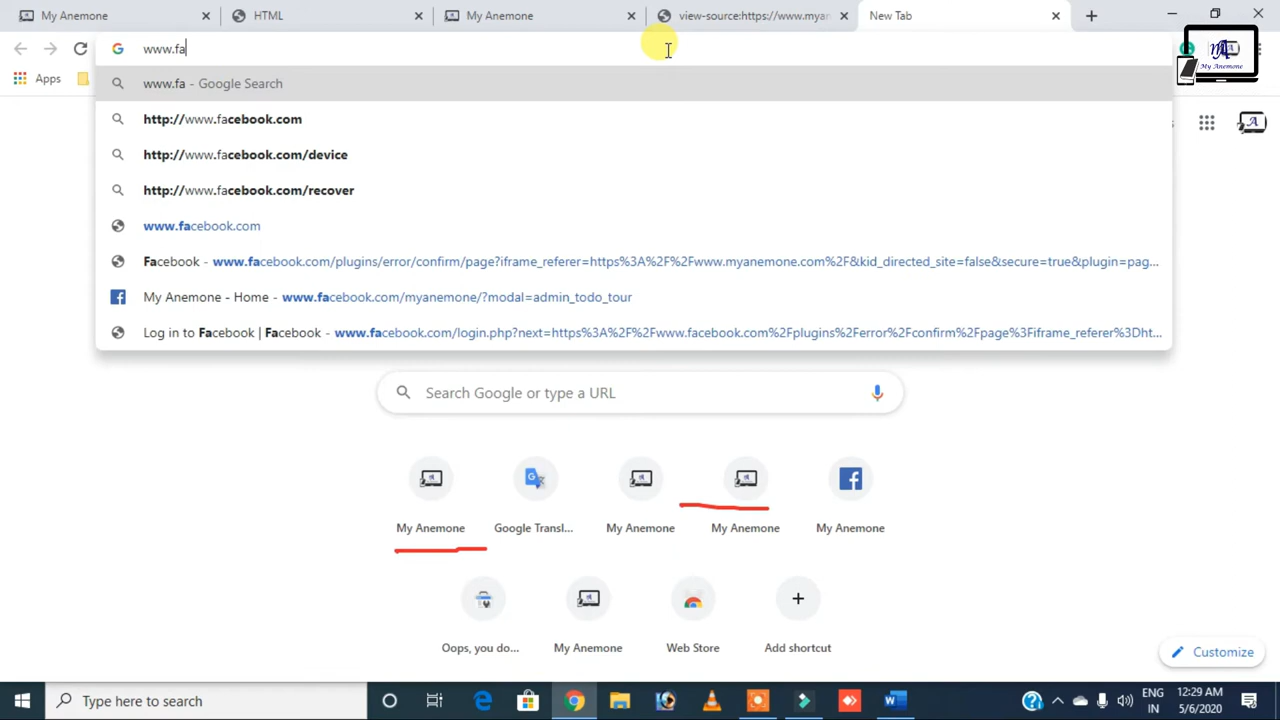 My Anemone
HTML
My Anemone
view-source:https://www.myan
New Tab
www.fa
Apps
My Anemone
www.fa - Google Search
http://www.facebook.com
http://www.facebook.com/device
http://www.facebook.com/recover
www.facebook.com
Facebook - www.facebook.com/plugins/error/confirm/page?iframe_referer=https%3A%2F%2Fwww.myanemone.com%2F&kid_directed_site=false&secure=true&plugin=pag...
My Anemone - Home - www.facebook.com/myanemone/?modal=admin_todo_tour
Log in to Facebook | Facebook - www.facebook.com/login.php?next=https%3A%2F%2Fwww.facebook.com%2Fplugins%2Ferror%2Fconfirm%2Fpage%3Fiframe_referer%3Dht...
Search Google or type a URL
My Anemone
Google Transl...
My Anemone
My Anemone
My Anemone
Oops, you do...
My Anemone
Web Store
Add shortcut
Customize
Type here to search
ENG
IN
12:29 AM
5/6/2020